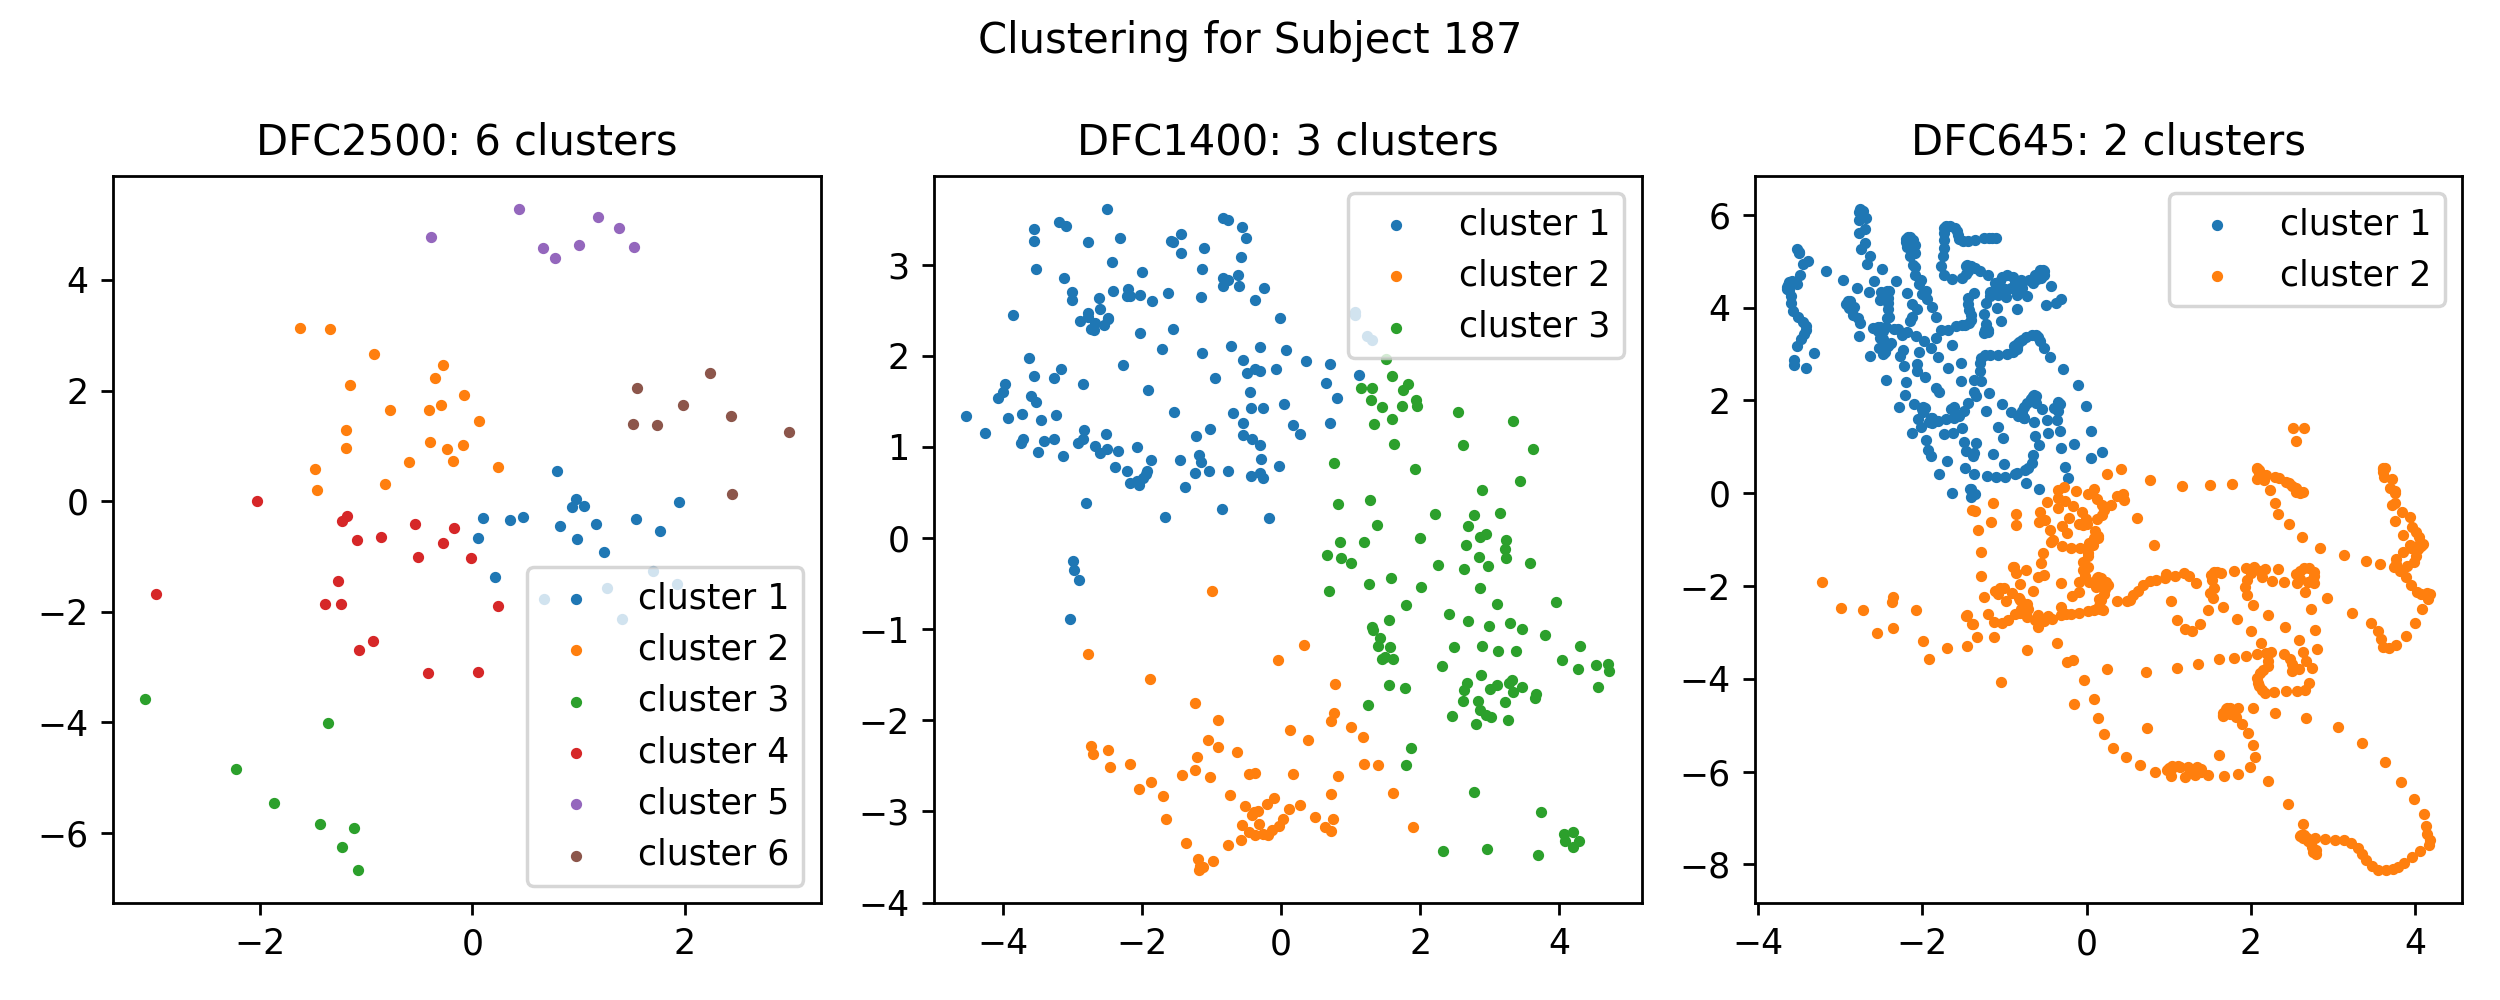 Clustering for Subject 187
DFC2500: 6 clusters
4
2
0
−2
−4
−6
−2
0
2
cluster 1
cluster 2
cluster 3
cluster 4
cluster 5
cluster 6
DFC1400: 3 clusters
3
2
1
0
−1
−2
−3
−4
−4
−2
0
2
4
cluster 1
cluster 2
cluster 3
DFC645: 2 clusters
6
4
2
0
−2
−4
−6
−8
−4
−2
0
2
4
cluster 1
cluster 2